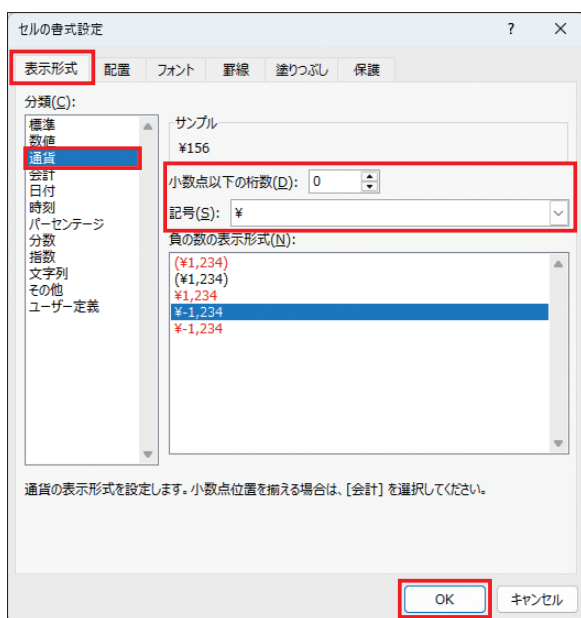 セルの書式設定 ? ×
表示形式 配置 フォント 罫線 塗りつぶし 保護
分類(C):
標準
数値
通貨
会計
日付
時刻
パーセンテージ
分数
指数
文字列
その他
ユーザー定義
サンプル
¥156
小数点以下の桁数(D): 0
記号(S): ¥
負の数の表示形式(N):
(¥1,234)
(¥1,234)
¥1,234
¥-1,234
¥-1,234
通貨の表示形式を設定します。小数点位置を揃える場合は、[会計] を選択してください。
OK キャンセル